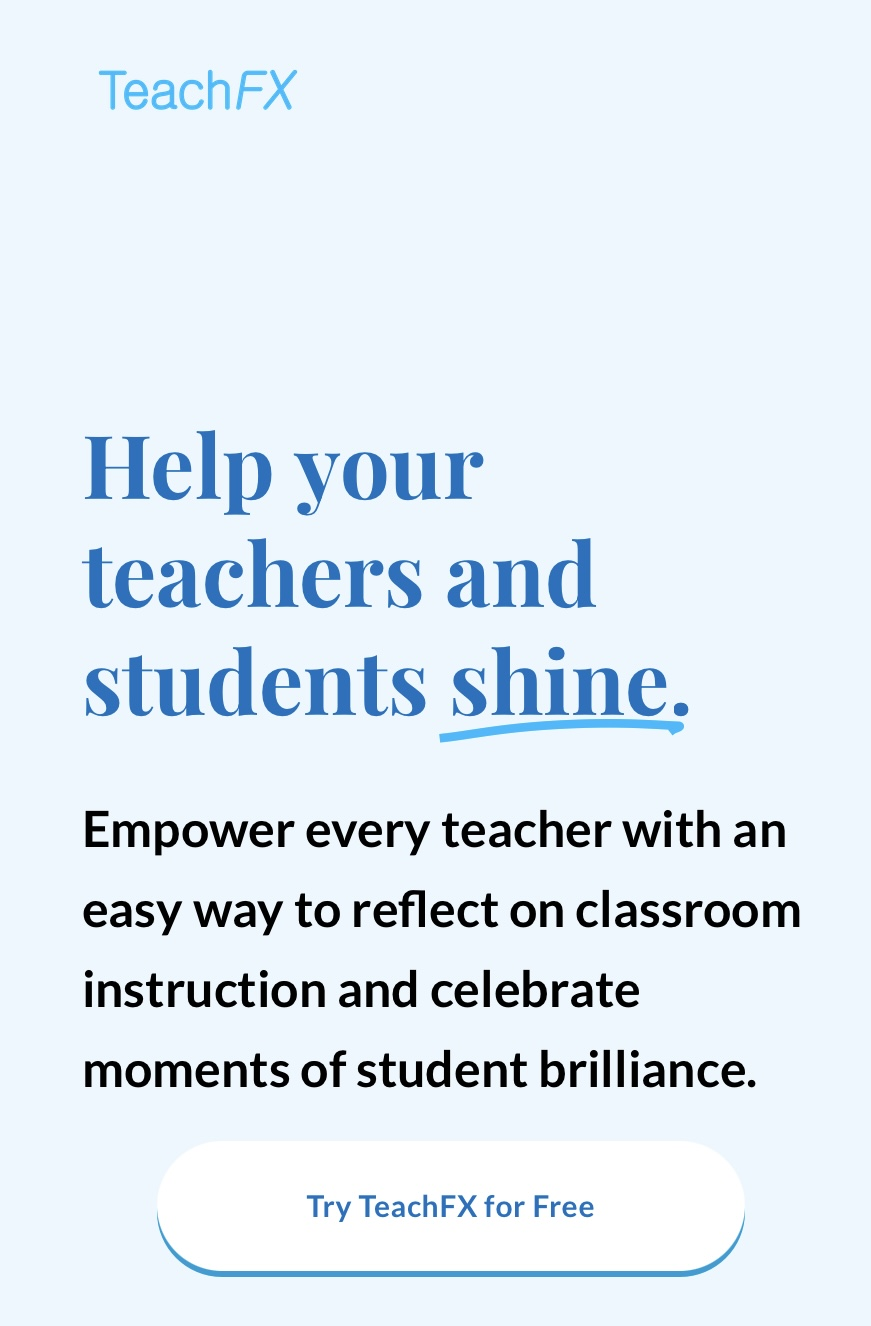 TeachFX
Help your
teachers and
students shine.
Empower every teacher with an
easy way to reflect on classroom
instruction and celebrate
moments of student brilliance.
Try TeachFX for Free